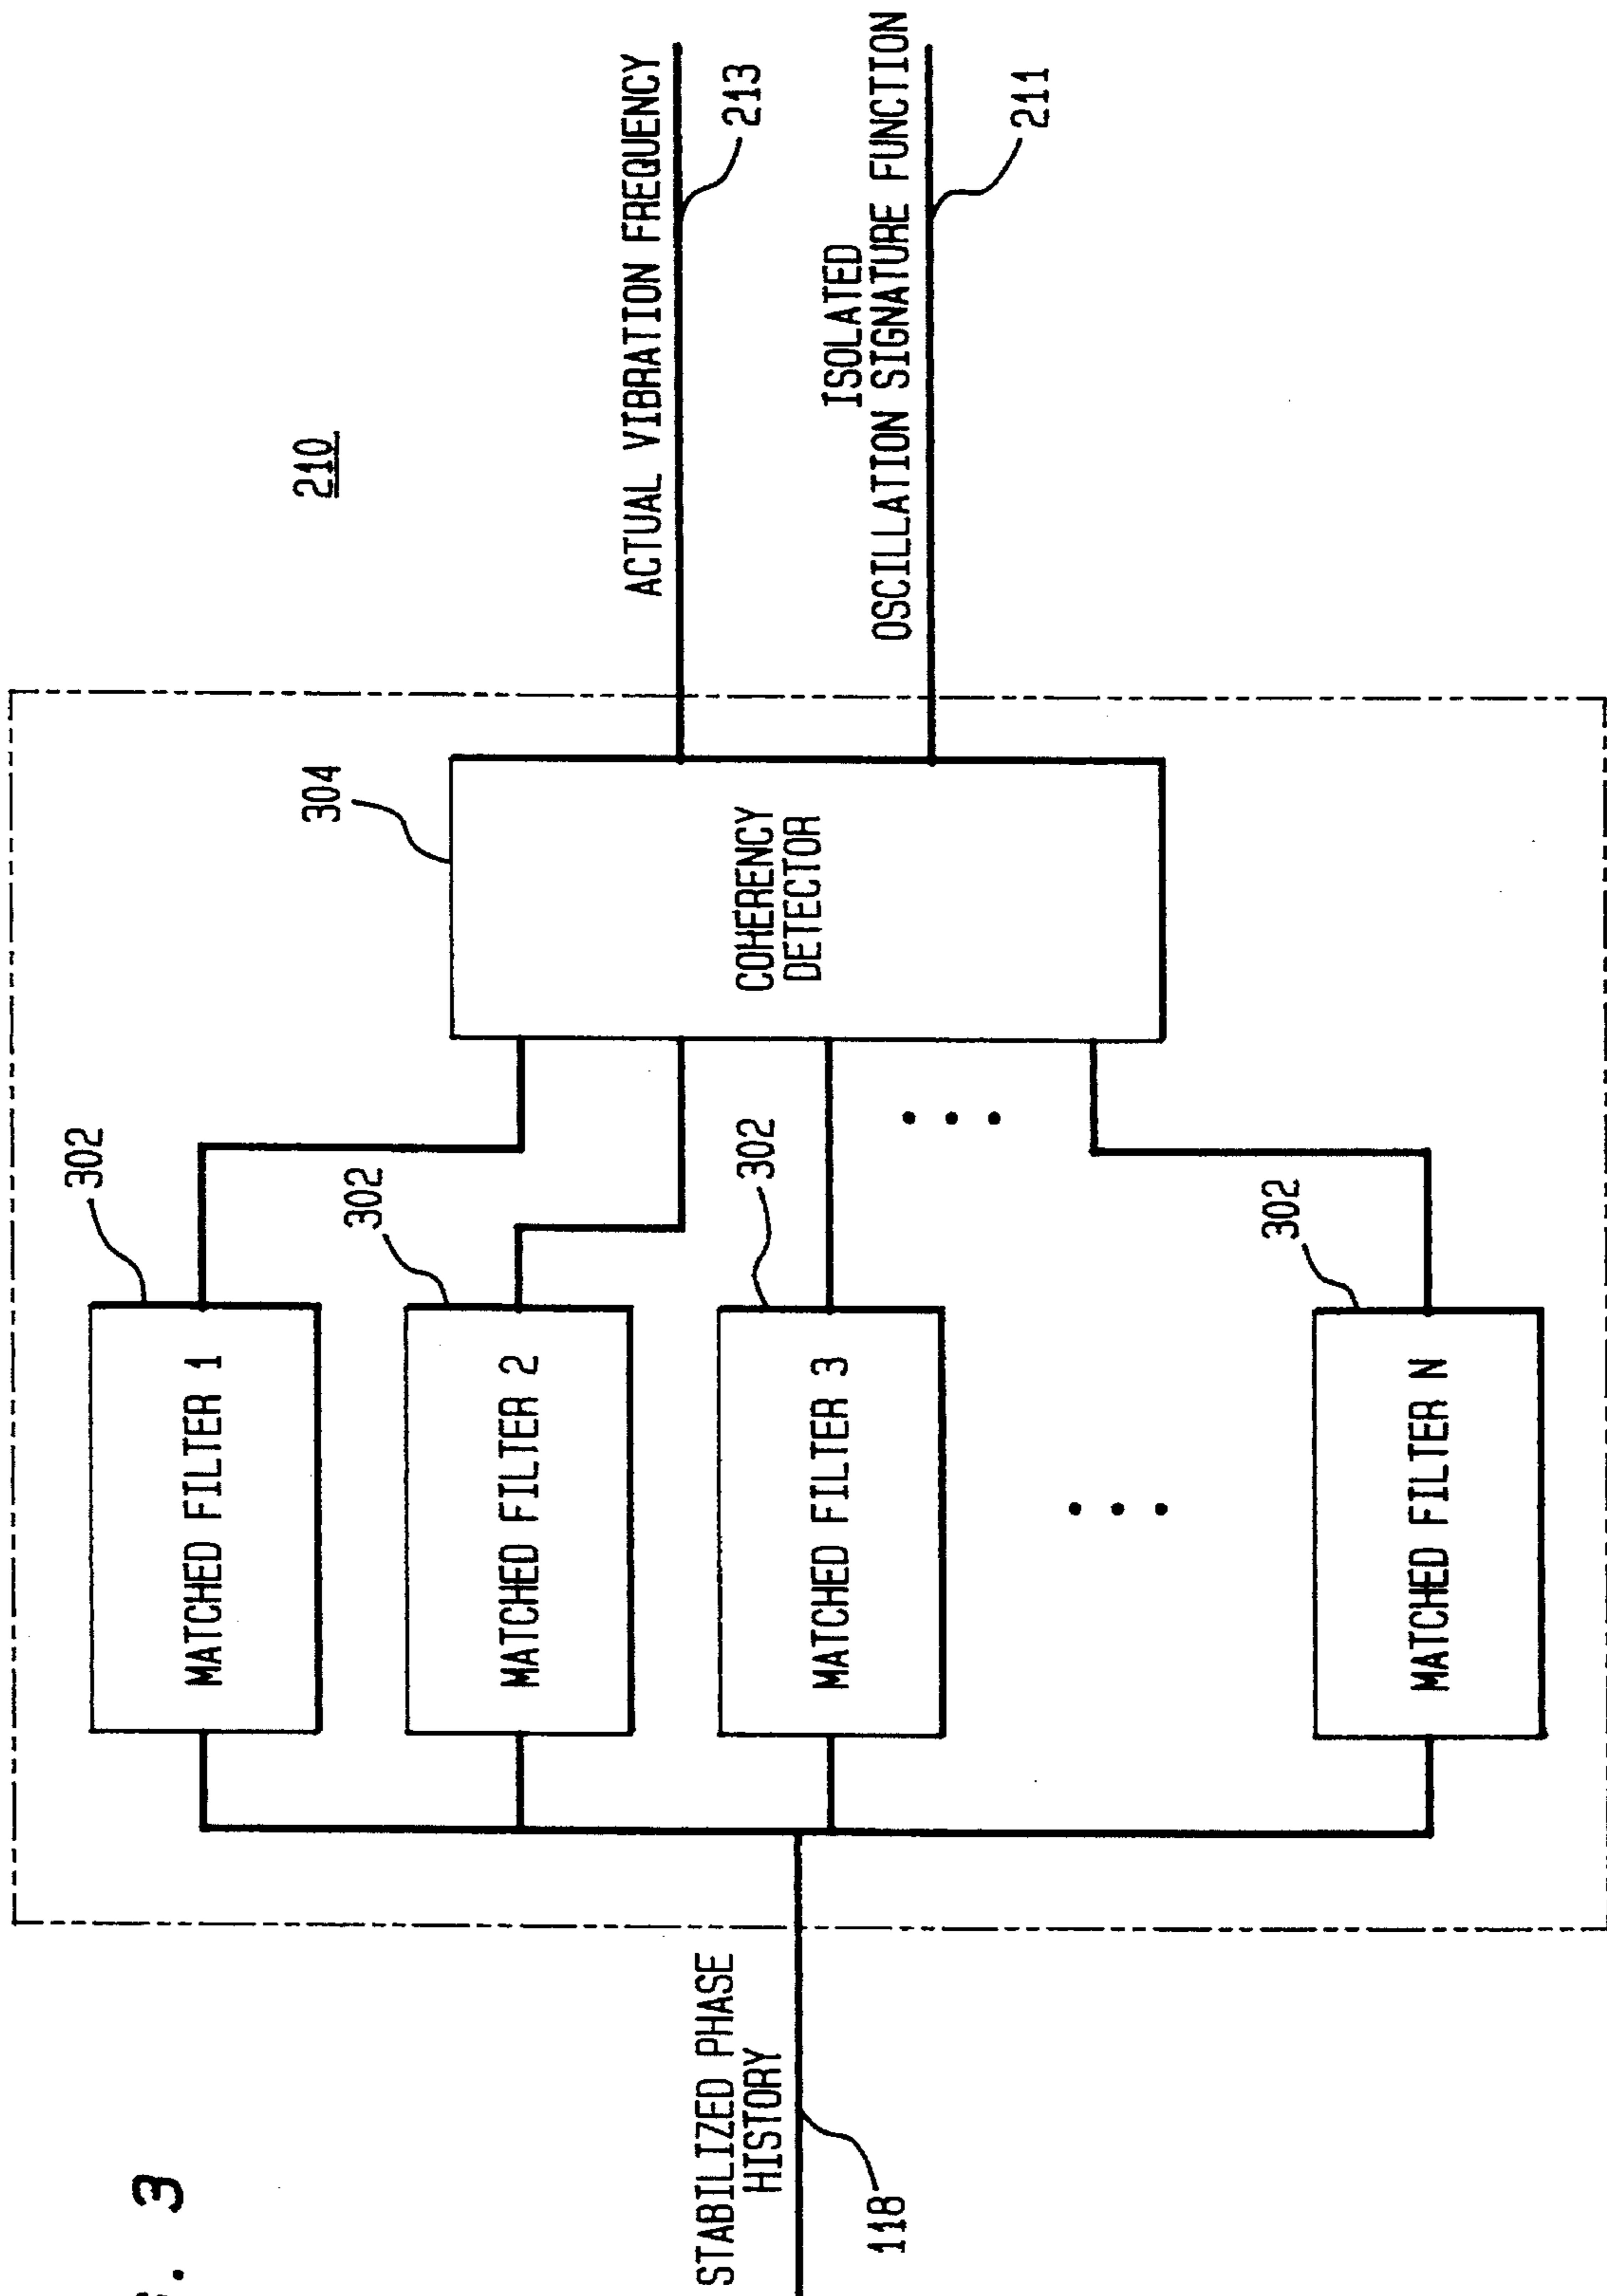 . 3
210
STABILIZED PHASE
HISTORY
118
MATCHED FILTER 1
302
MATCHED FILTER 2
302
MATCHED FILTER 3
302
MATCHED FILTER N
302
COHERENCY
DETECTOR
304
ACTUAL VIBRATION FREQUENCY
213
ISOLATED
OSCILLATION SIGNATURE FUNCTION
211